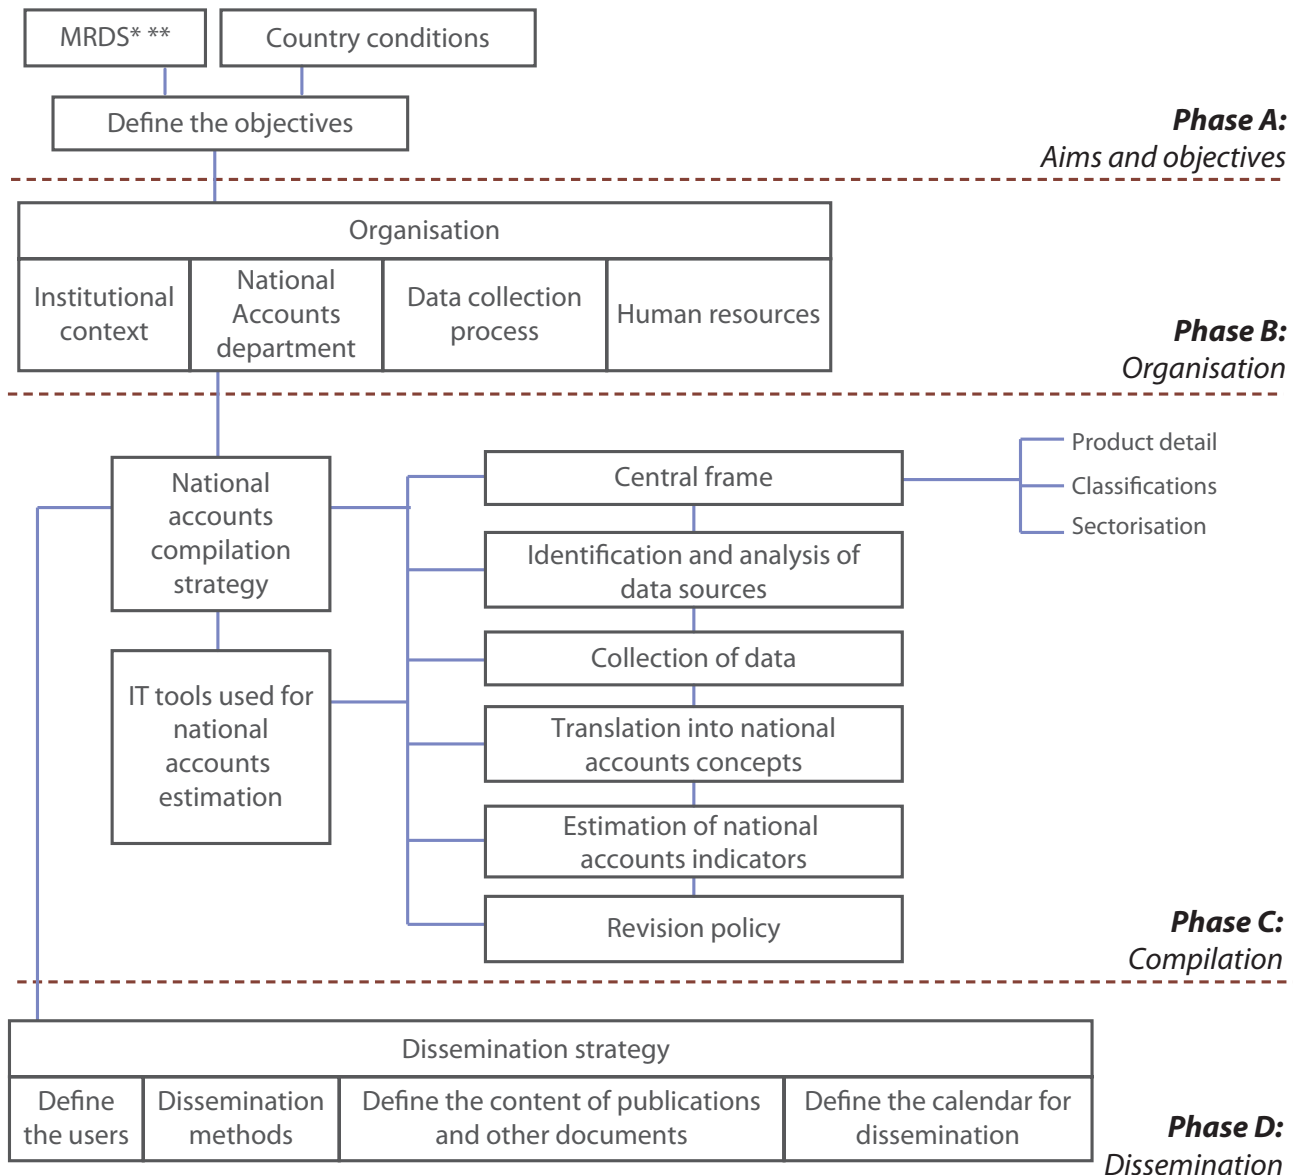 MRDS* **
Country conditions
Define the objectives
Phase A:
Aims and objectives
Organisation
Institutional
context
National
Accounts
department
Data collection
process
Human resources
Phase B:
Organisation
National
accounts
compilation
strategy
IT tools used for
national
accounts
estimation
Central frame
Product detail
Classifications
Sectorisation
Identification and analysis of
data sources
Collection of data
Translation into national
accounts concepts
Estimation of national
accounts indicators
Revision policy
Phase C:
Compilation
Dissemination strategy
Define
the users
Dissemination
methods
Define the content of publications
and other documents
Define the calendar for
dissemination
Phase D:
Dissemination